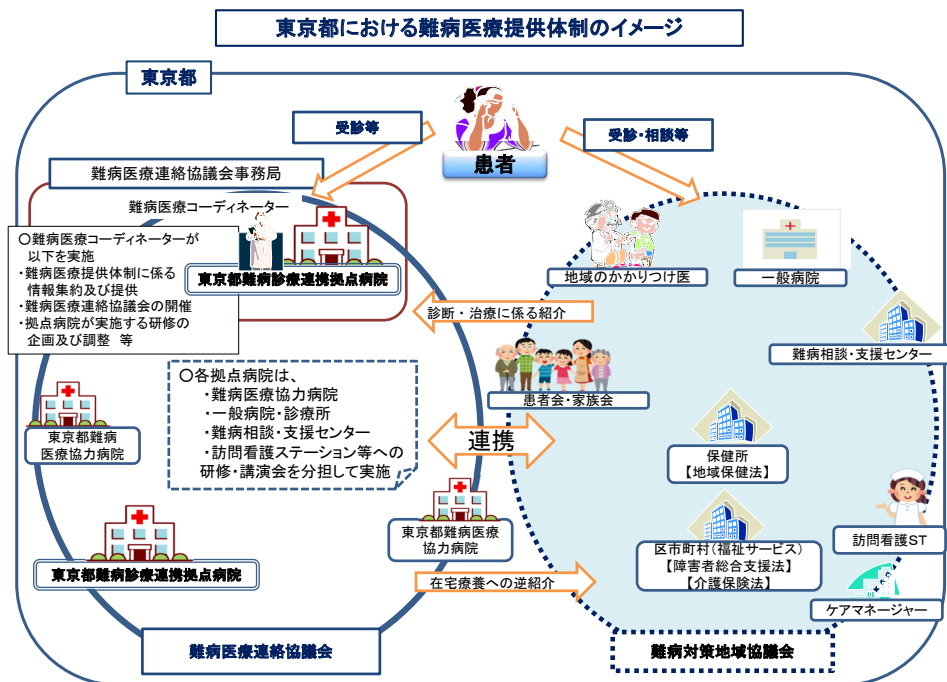 東京都における難病医療提供体制のイメージ
東京都
受診等
受診・相談等
患者
難病医療連絡協議会事務局
難病医療コーディネーター
○難病医療コーディネーターが
以下を実施
・難病医療提供体制に係る
情報集約及び提供
・難病医療連絡協議会の開催
・拠点病院が実施する研修の
企画及び調整 等
東京都難病診療連携拠点病院
地域のかかりつけ医
一般病院
診断・治療に係る紹介
難病相談・支援センター
○各拠点病院は、
・難病医療協力病院
・一般病院・診療所
・難病相談・支援センター
・訪問看護ステーション等への
研修・講演会を分担して実施
患者会・家族会
東京都難病
医療協力病院
連携
保健所
【地域保健法】
東京都難病医療
協力病院
訪問看護ST
区市町村(福祉サービス)
【障害者総合支援法】
【介護保険法】
東京都難病診療連携拠点病院
在宅療養への逆紹介
ケアマネージャー
難病医療連絡協議会
難病対策地域協議会